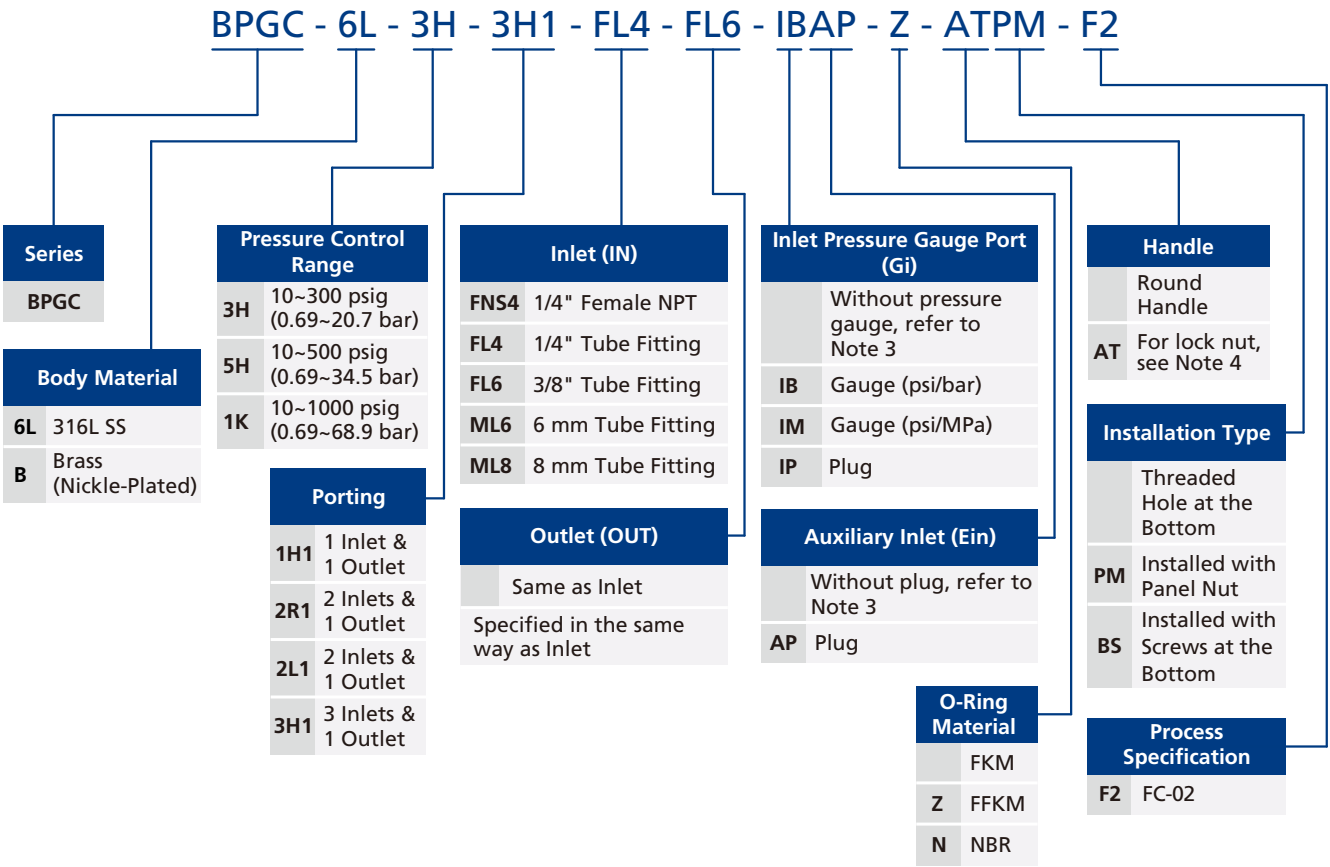 BPGC - 6L - 3H - 3H1 - FL4 - FL6 - IBAP - Z - ATPM - F2
Series
BPGC
Body Material
6L 316L SS
B Brass
(Nickle-Plated)
Pressure Control
Range
3H 10~300 psig
(0.69~20.7 bar)
5H 10~500 psig
(0.69~34.5 bar)
1K 10~1000 psig
(0.69~68.9 bar)
Porting
1H1 1 Inlet &
1 Outlet
2R1 2 Inlets &
1 Outlet
2L1 2 Inlets &
1 Outlet
3H1 3 Inlets &
1 Outlet
Inlet (IN)
FNS4 1/4" Female NPT
FL4 1/4" Tube Fitting
FL6 3/8" Tube Fitting
ML6 6 mm Tube Fitting
ML8 8 mm Tube Fitting
Outlet (OUT)
Same as Inlet
Specified in the same
way as Inlet
Inlet Pressure Gauge Port
(Gi)
Without pressure
gauge, refer to
Note 3
IB Gauge (psi/bar)
IM Gauge (psi/MPa)
IP Plug
Auxiliary Inlet (Ein)
Without plug, refer to
Note 3
AP Plug
O-Ring
Material
FKM
Z FFKM
N NBR
Handle
Round
Handle
AT For lock nut,
see Note 4
Installation Type
Threaded
Hole at the
Bottom
PM Installed with
Panel Nut
BS Installed with
Screws at the
Bottom
Process
Specification
F2 FC-02